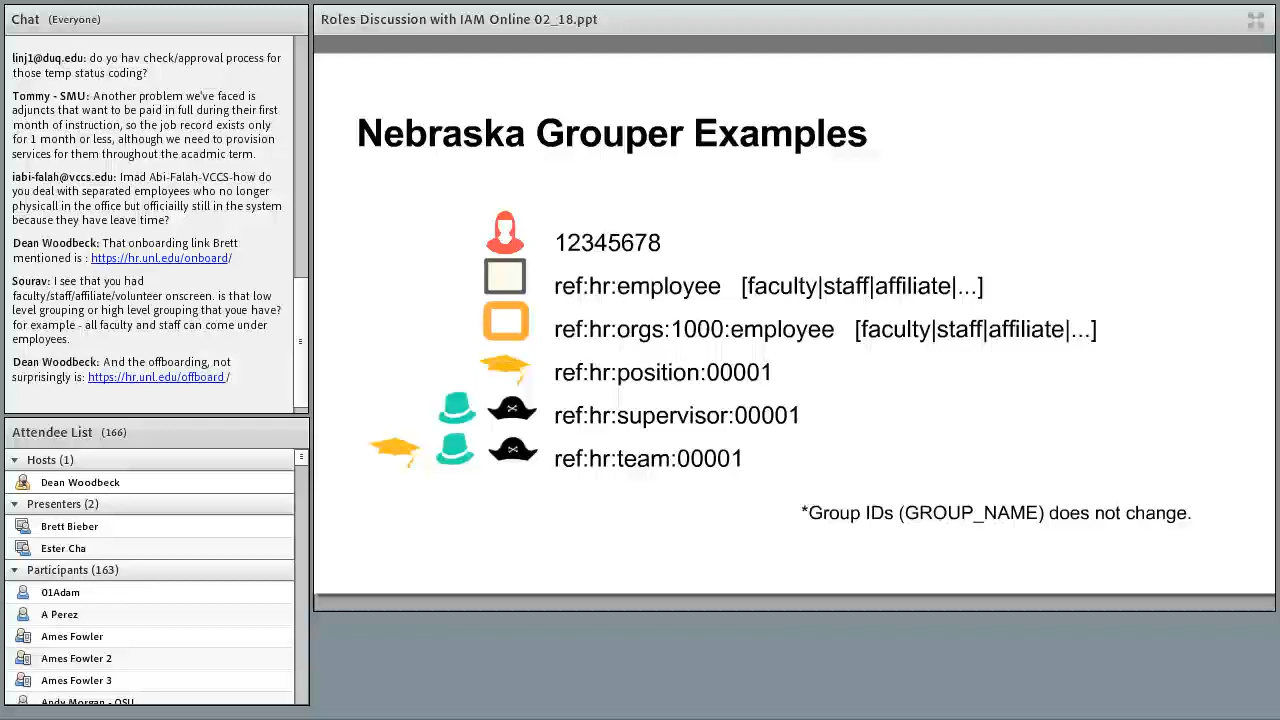 Chat (Everyone)
linj1@duq.edu: do yo hav check/approval process for
those temp status coding?
Tommy - SMU: Another problem we've faced is
adjuncts that want to be paid in full during their first
month of instruction, so the job record exists only
for 1 month or less, although we need to provision
services for them throughout the acadmic term.
iabi-falah@vccs.edu: Imad Abi-Falah-VCCS-how do
you deal with separated employees who no longer
physicall in the office but officiailly still in the system
because they have leave time?
Dean Woodbeck: That onboarding link Brett
mentioned is : https://hr.unl.edu/onboard/
Sourav: I see that you had
faculty/staff/affiliate/volunteer onscreen. is that low
level grouping or high level grouping that youe have?
for example - all faculty and staff can come under
employees.
Dean Woodbeck: And the offboarding, not
surprisingly is: https://hr.unl.edu/offboard /
Attendee List (166)
Hosts (1)
Dean Woodbeck
Presenters (2)
Brett Bieber
Ester Cha
Participants (163)
01Adam
A Perez
Ames Fowler
Ames Fowler 2
Ames Fowler 3
Andy Morgan - OSU
Roles Discussion with IAM Online 02_18.ppt
Nebraska Grouper Examples
12345678
ref:hr:employee [faculty|staff|affiliate|...]
ref:hr:orgs:1000:employee [faculty|staff|affiliate|...]
ref:hr:position:00001
ref:hr:supervisor:00001
ref:hr:team:00001
*Group IDs (GROUP_NAME) does not change.